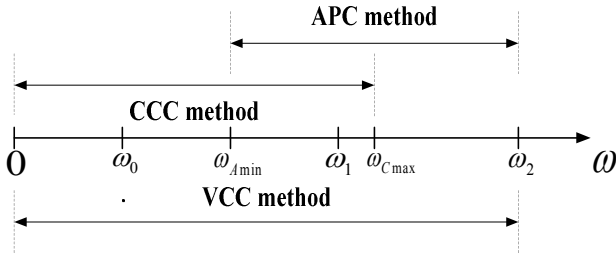 APC method
CCC method
0 ω0 ωAmin ω1 ωCmax ω2 ω
VCC method